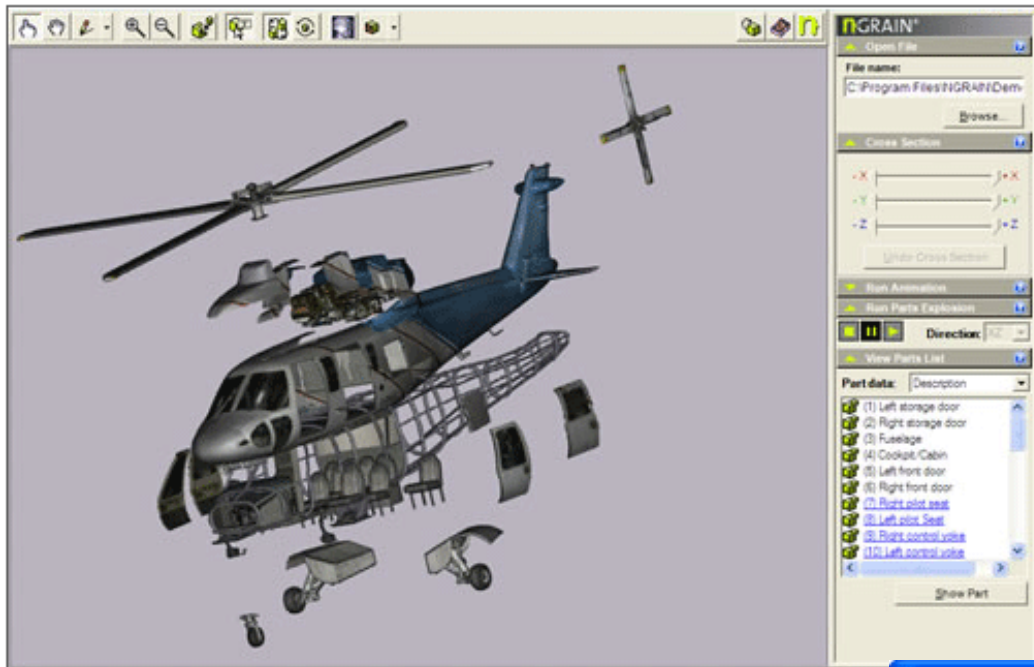 NGRAIN®
Open File
File name:
C:\Program Files\NGRAIN\Dem
Browse...
Cross Section
-X +X
-Y +Y
-Z +Z
Undo Cross Section
Run Animation
Run Parts Explosion
Direction: XZ
View Parts List
Part data: Description
(1) Left storage door
(2) Right storage door
(3) Fuselage
(4) Cockpit/Cabin
(5) Left front door
(6) Right front door
(7) Right pilot seat
(8) Left pilot Seat
(9) Right control yoke
(10) Left control yoke
Show Part